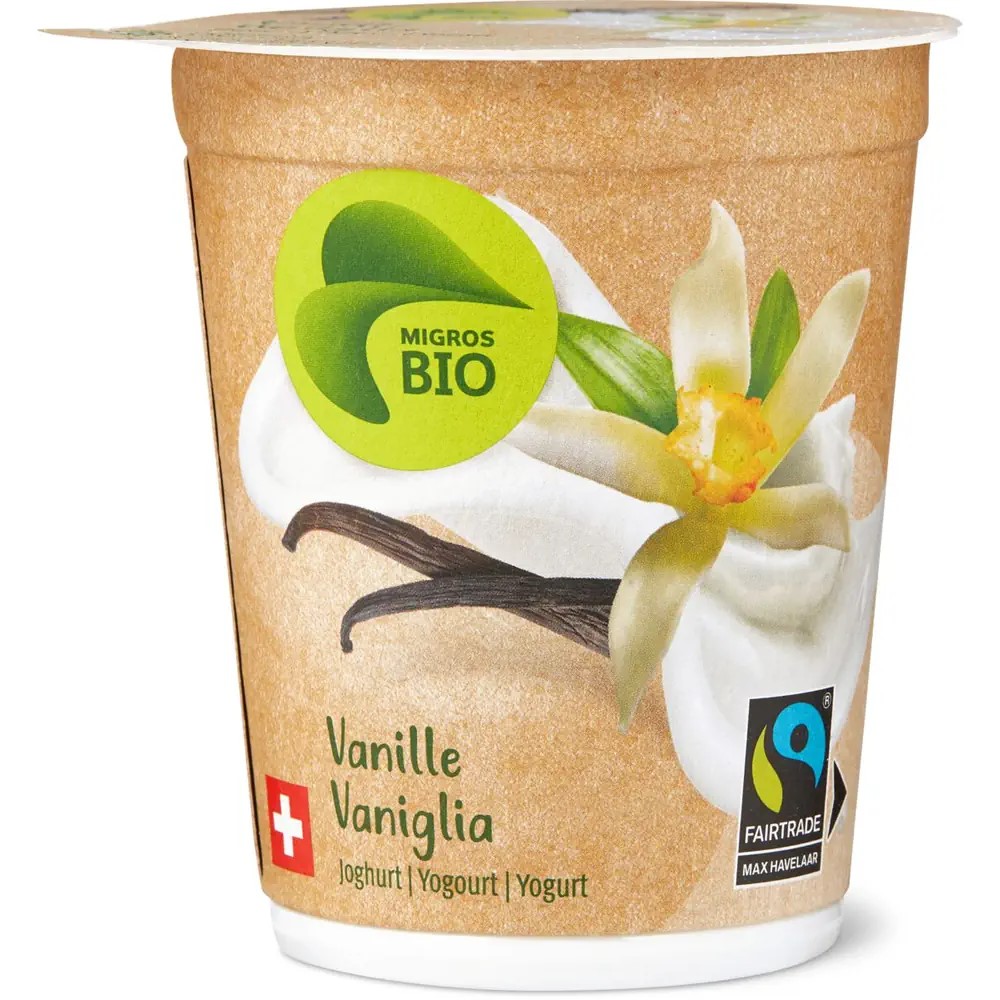 MIGROS
BIO
Vanille
Vaniglia
Joghurt | Yogourt | Yogurt
®
FAIRTRADE
MAX HAVELAAR